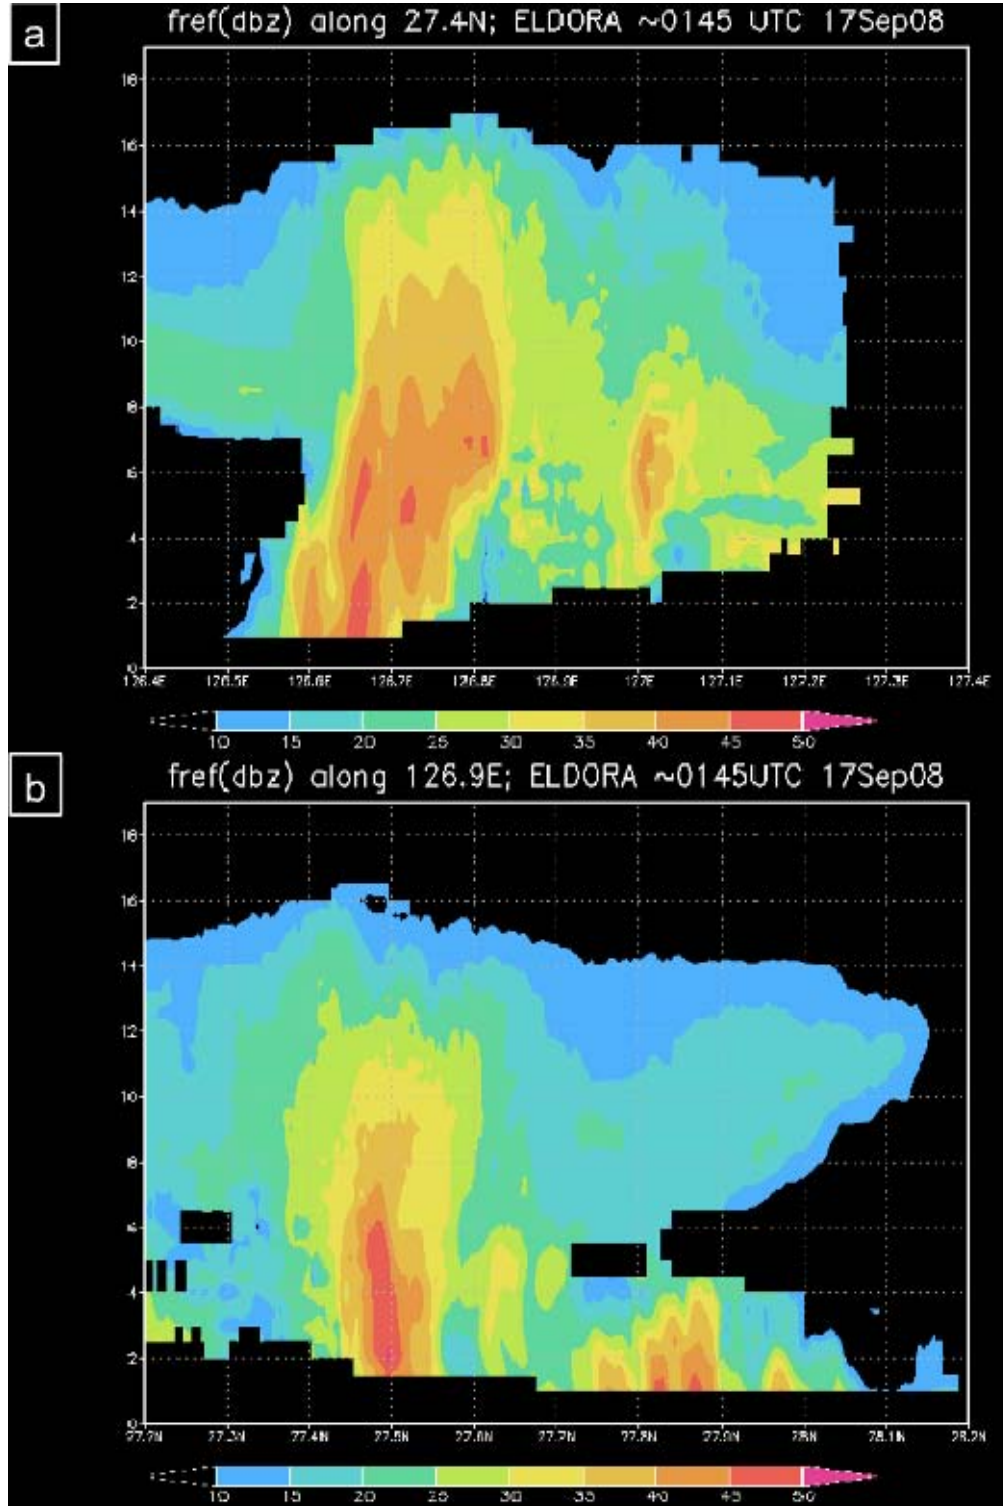 a
fref(dbz) along 27.4N; ELDORA ~0145 UTC 17Sep08
18
16
14
12
10
8
6
4
2
0
126.4E 126.5E 126.6E 126.7E 126.8E 126.9E 127E 127.1E 127.2E 127.3E 127.4E
10 15 20 25 30 35 40 45 50
b
fref(dbz) along 126.9E; ELDORA ~0145UTC 17Sep08
18
16
14
12
10
8
6
4
2
0
27.2N 27.3N 27.4N 27.5N 27.6N 27.7N 27.8N 27.9N 28N 28.1N 28.2N
10 15 20 25 30 35 40 45 50